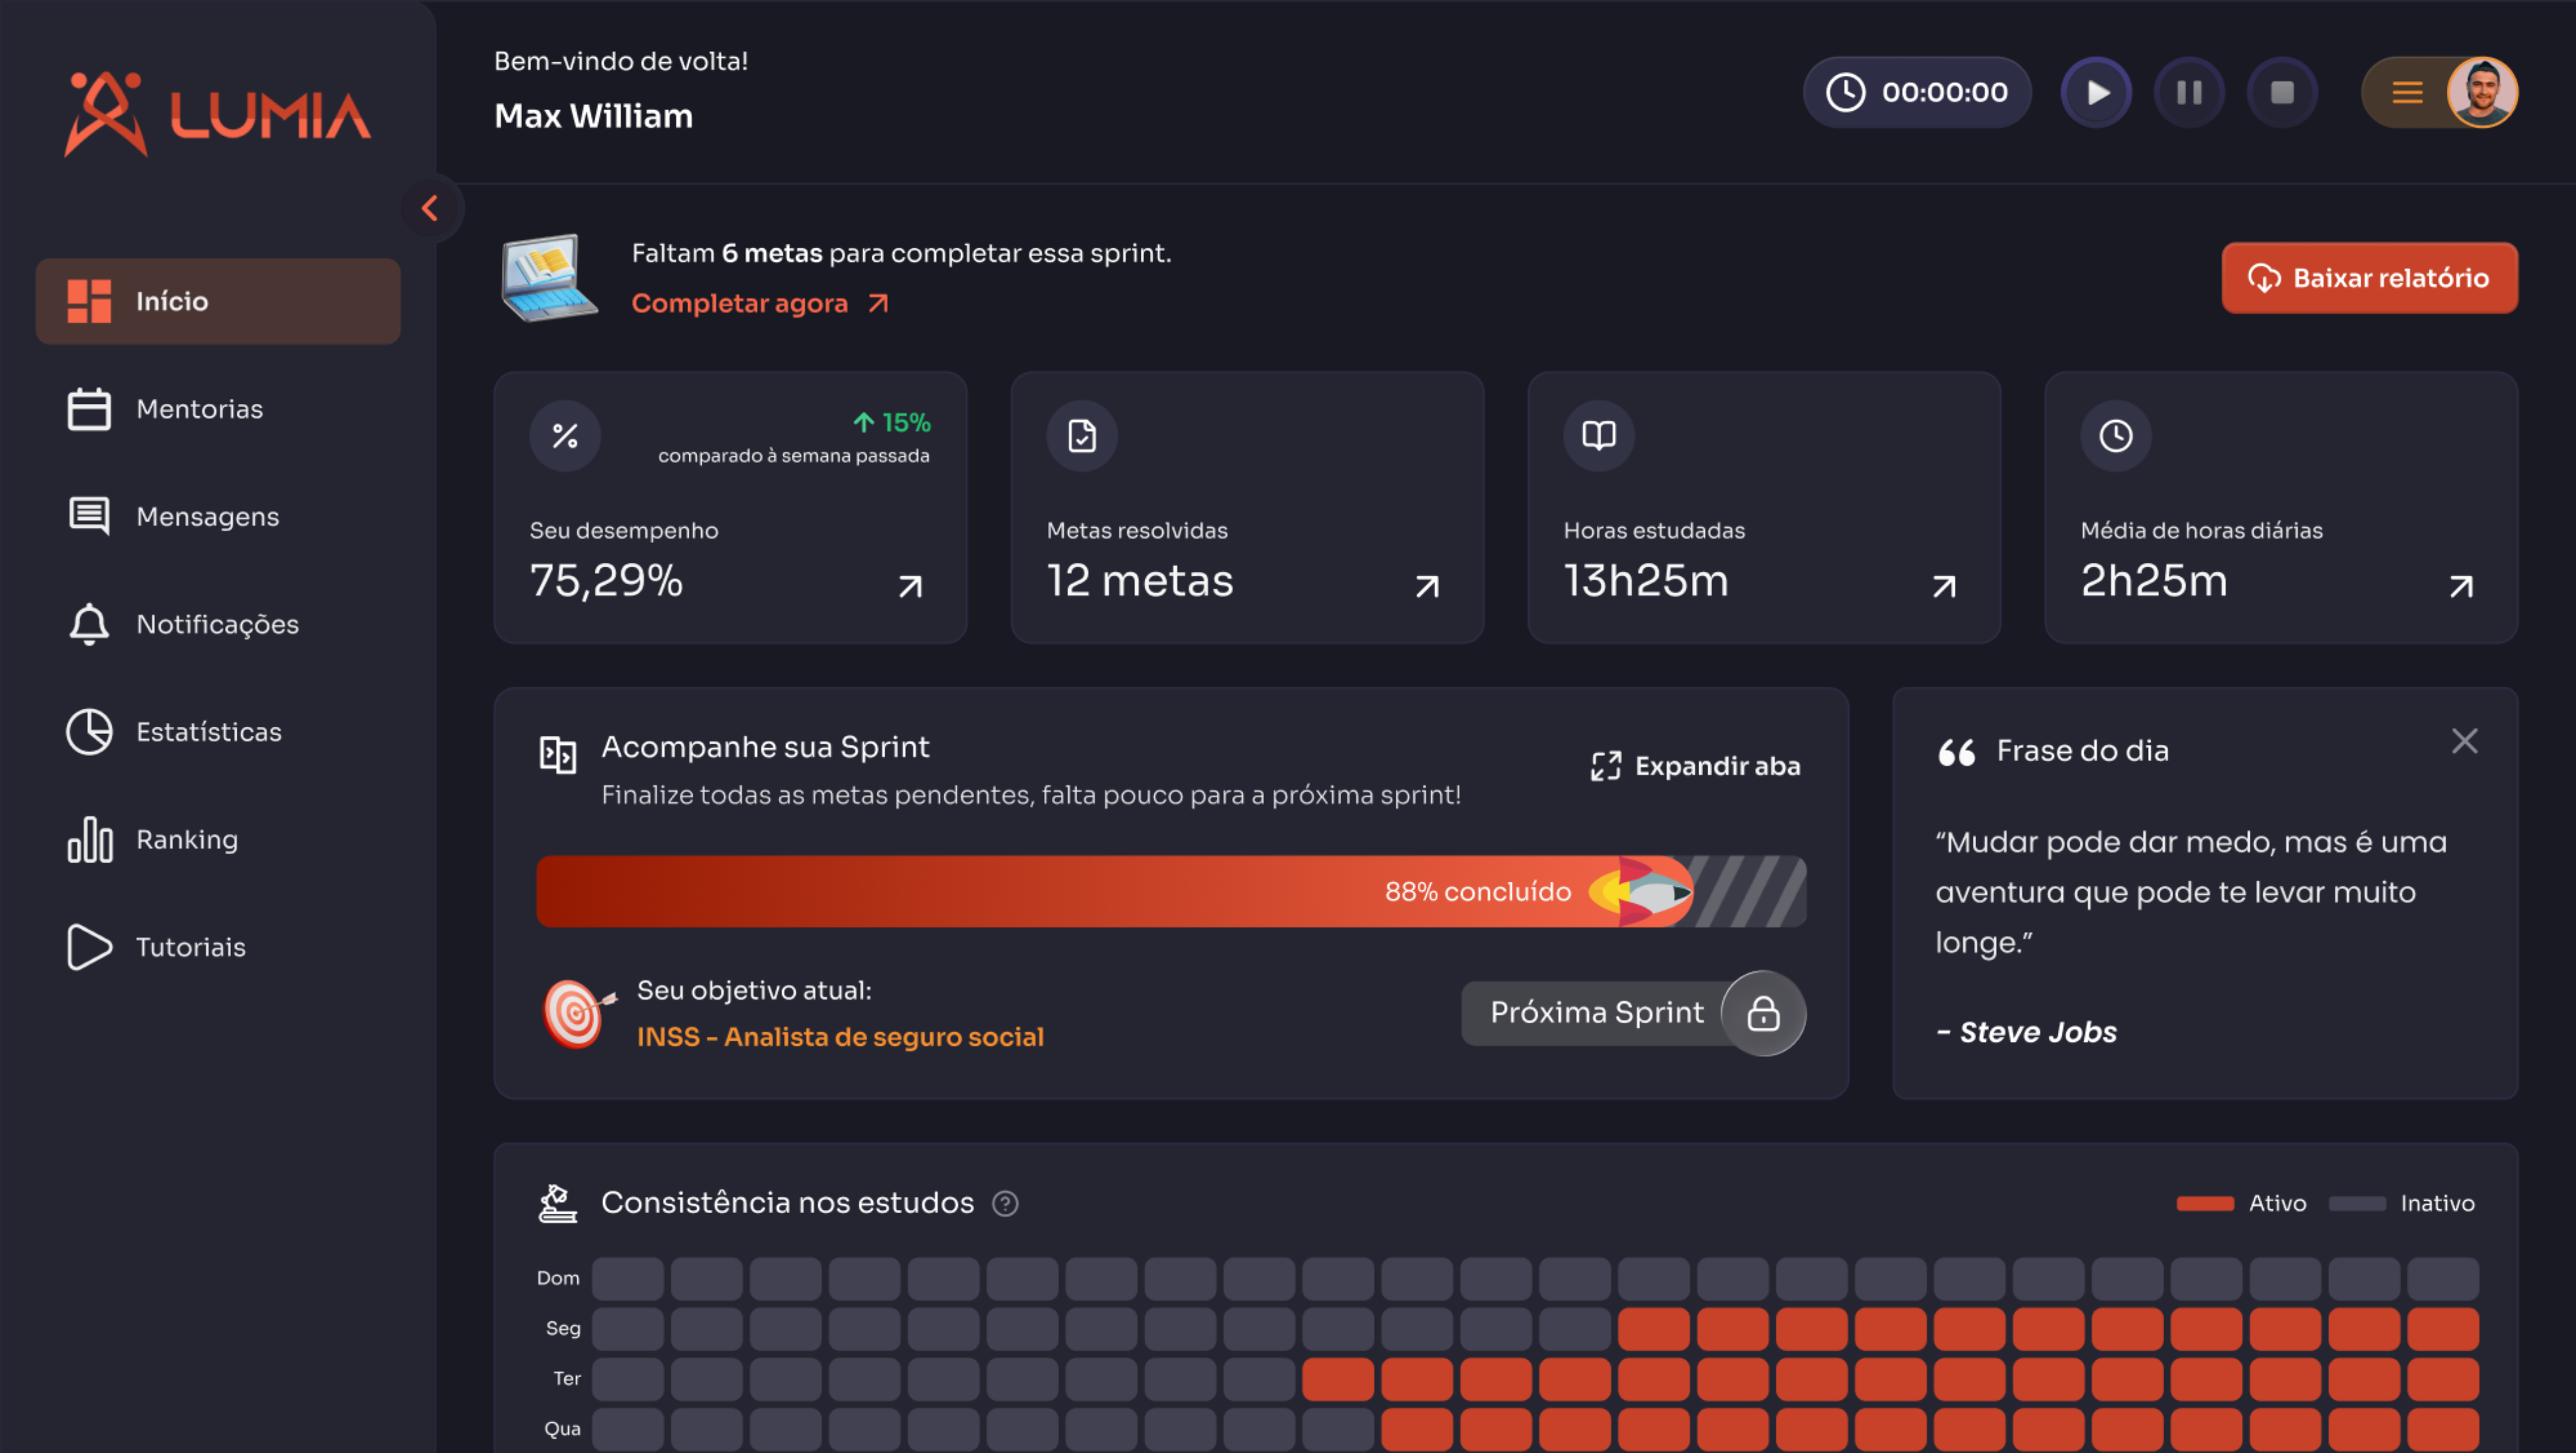 LUMIA
Início
Mentorias
Mensagens
Notificações
Estatísticas
Ranking
Tutoriais
Bem-vindo de volta!
Max William
00:00:00
Faltam 6 metas para completar essa sprint.
Completar agora
Baixar relatório
15%
comparado à semana passada
Seu desempenho
75,29%
Metas resolvidas
12 metas
Horas estudadas
13h25m
Média de horas diárias
2h25m
Acompanhe sua Sprint
Finalize todas as metas pendentes, falta pouco para a próxima sprint!
Expandir aba
88% concluído
Seu objetivo atual:
INSS - Analista de seguro social
Próxima Sprint
Frase do dia
“Mudar pode dar medo, mas é uma
aventura que pode te levar muito
longe.”
- Steve Jobs
Consistência nos estudos
Ativo
Inativo
Dom
Seg
Ter
Qua